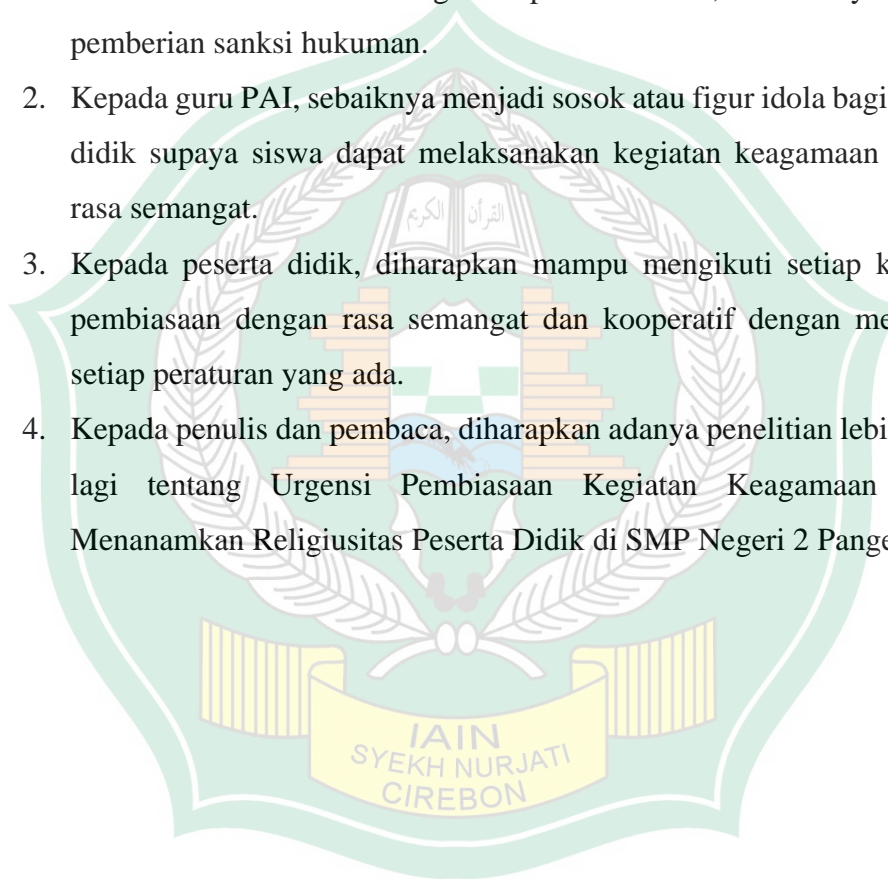 pemberian sanksi hukuman.
2. Kepada guru PAI, sebaiknya menjadi sosok atau figur idola bagi
didik supaya siswa dapat melaksanakan kegiatan keagamaan
rasa semangat.
القرآن الكريم
3. Kepada peserta didik, diharapkan mampu mengikuti setiap k
pembiasaan dengan rasa semangat dan kooperatif dengan me
setiap peraturan yang ada.
4. Kepada penulis dan pembaca, diharapkan adanya penelitian lebi
lagi tentang Urgensi Pembiasaan Kegiatan Keagamaan
Menanamkan Religiusitas Peserta Didik di SMP Negeri 2 Pange
IAIN
SYEKH NURJATI
CIREBON